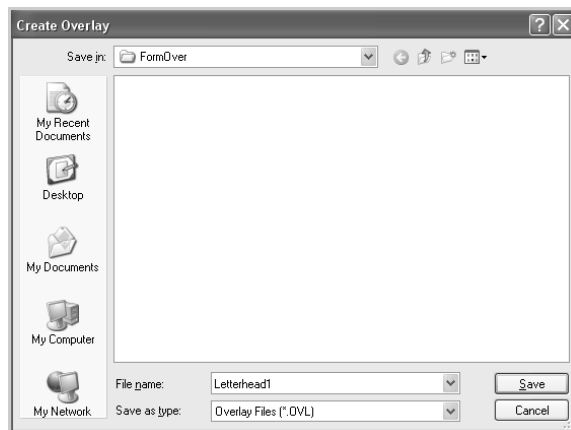 Create Overlay
Save in: FormOver
My Recent
Documents
Desktop
My Documents
My Computer
My Network
File name: Letterhead1
Save as type: Overlay Files (*.OVL)
Save
Cancel